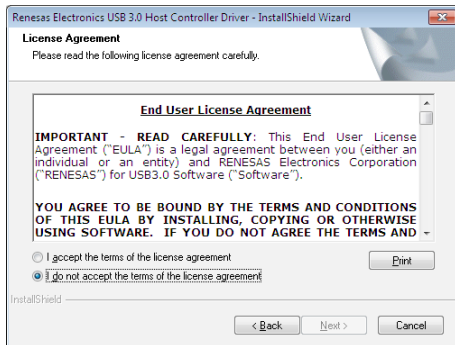 Renesas Electronics USB 3.0 Host Controller Driver - InstallShield Wizard
License Agreement
Please read the following license agreement carefully.
End User License Agreement
IMPORTANT - READ CAREFULLY: This End User License
Agreement ("EULA") is a legal agreement between you (either an
individual or an entity) and RENESAS Electronics Corporation
("RENESAS") for USB3.0 Software ("Software").
YOU AGREE TO BE BOUND BY THE TERMS AND CONDITIONS
OF THIS EULA BY INSTALLING, COPYING OR OTHERWISE
USING SOFTWARE. IF YOU DO NOT AGREE THE TERMS AND
I accept the terms of the license agreement
I do not accept the terms of the license agreement
Print
InstallShield
< Back
Next >
Cancel